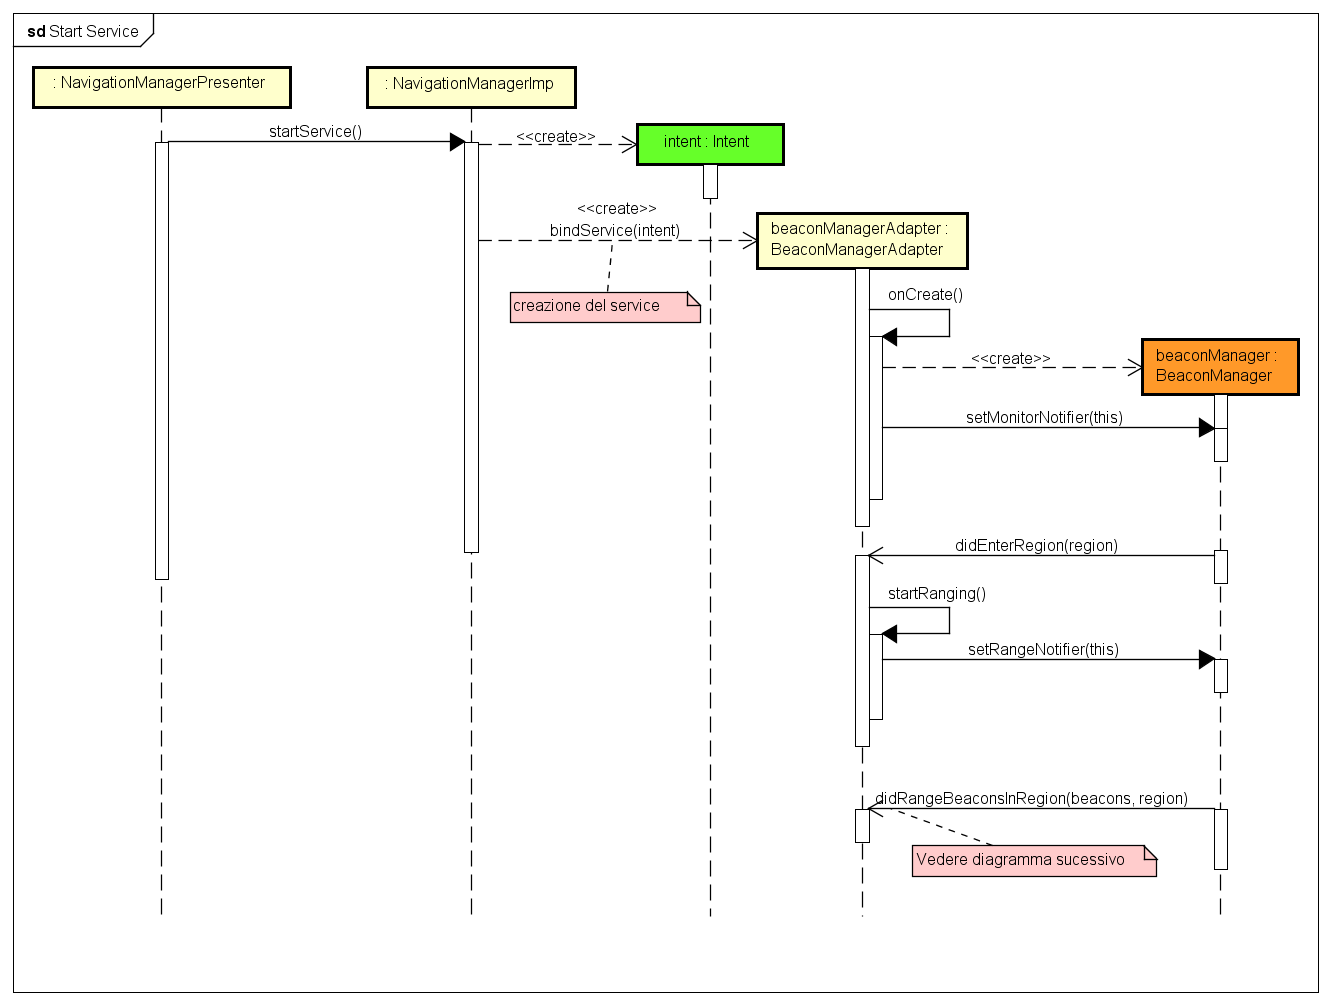 sd Start Service
: NavigationManagerPresenter
: NavigationManagerImp
startService()
<<create>>
intent : Intent
<<create>>
bindService(intent)
beaconManagerAdapter :
BeaconManagerAdapter
creazione del service
onCreate()
<<create>>
beaconManager :
BeaconManager
setMonitorNotifier(this)
didEnterRegion(region)
startRanging()
setRangeNotifier(this)
didRangeBeaconsInRegion(beacons, region)
Vedere diagramma sucessivo